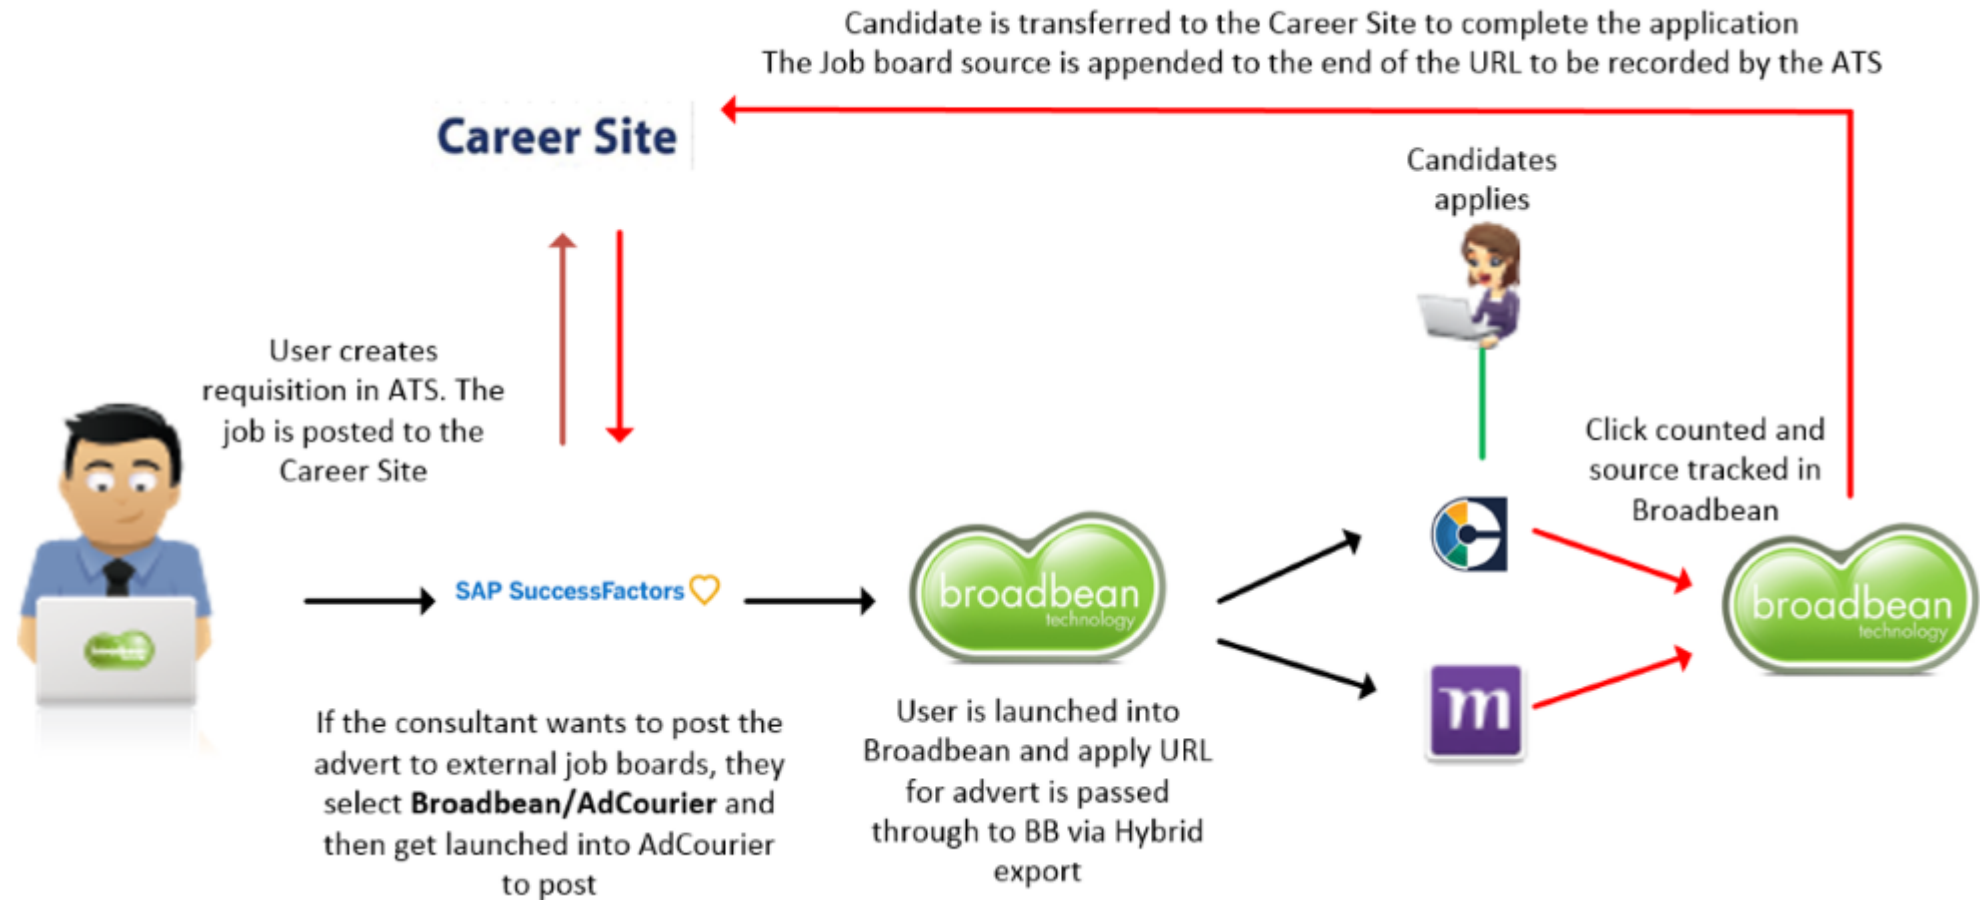 Candidate is transferred to the Career Site to complete the application
The Job board source is appended to the end of the URL to be recorded by the ATS
Career Site
Candidates
applies
User creates
requisition in ATS. The
job is posted to the
Career Site
Click counted and
source tracked in
Broadbean
SAP SuccessFactors
broadbean
technology
broadbean
technology
m
If the consultant wants to post the
advert to external job boards, they
select Broadbean/AdCourier and
then get launched into AdCourier
to post
User is launched into
Broadbean and apply URL
for advert is passed
through to BB via Hybrid
export